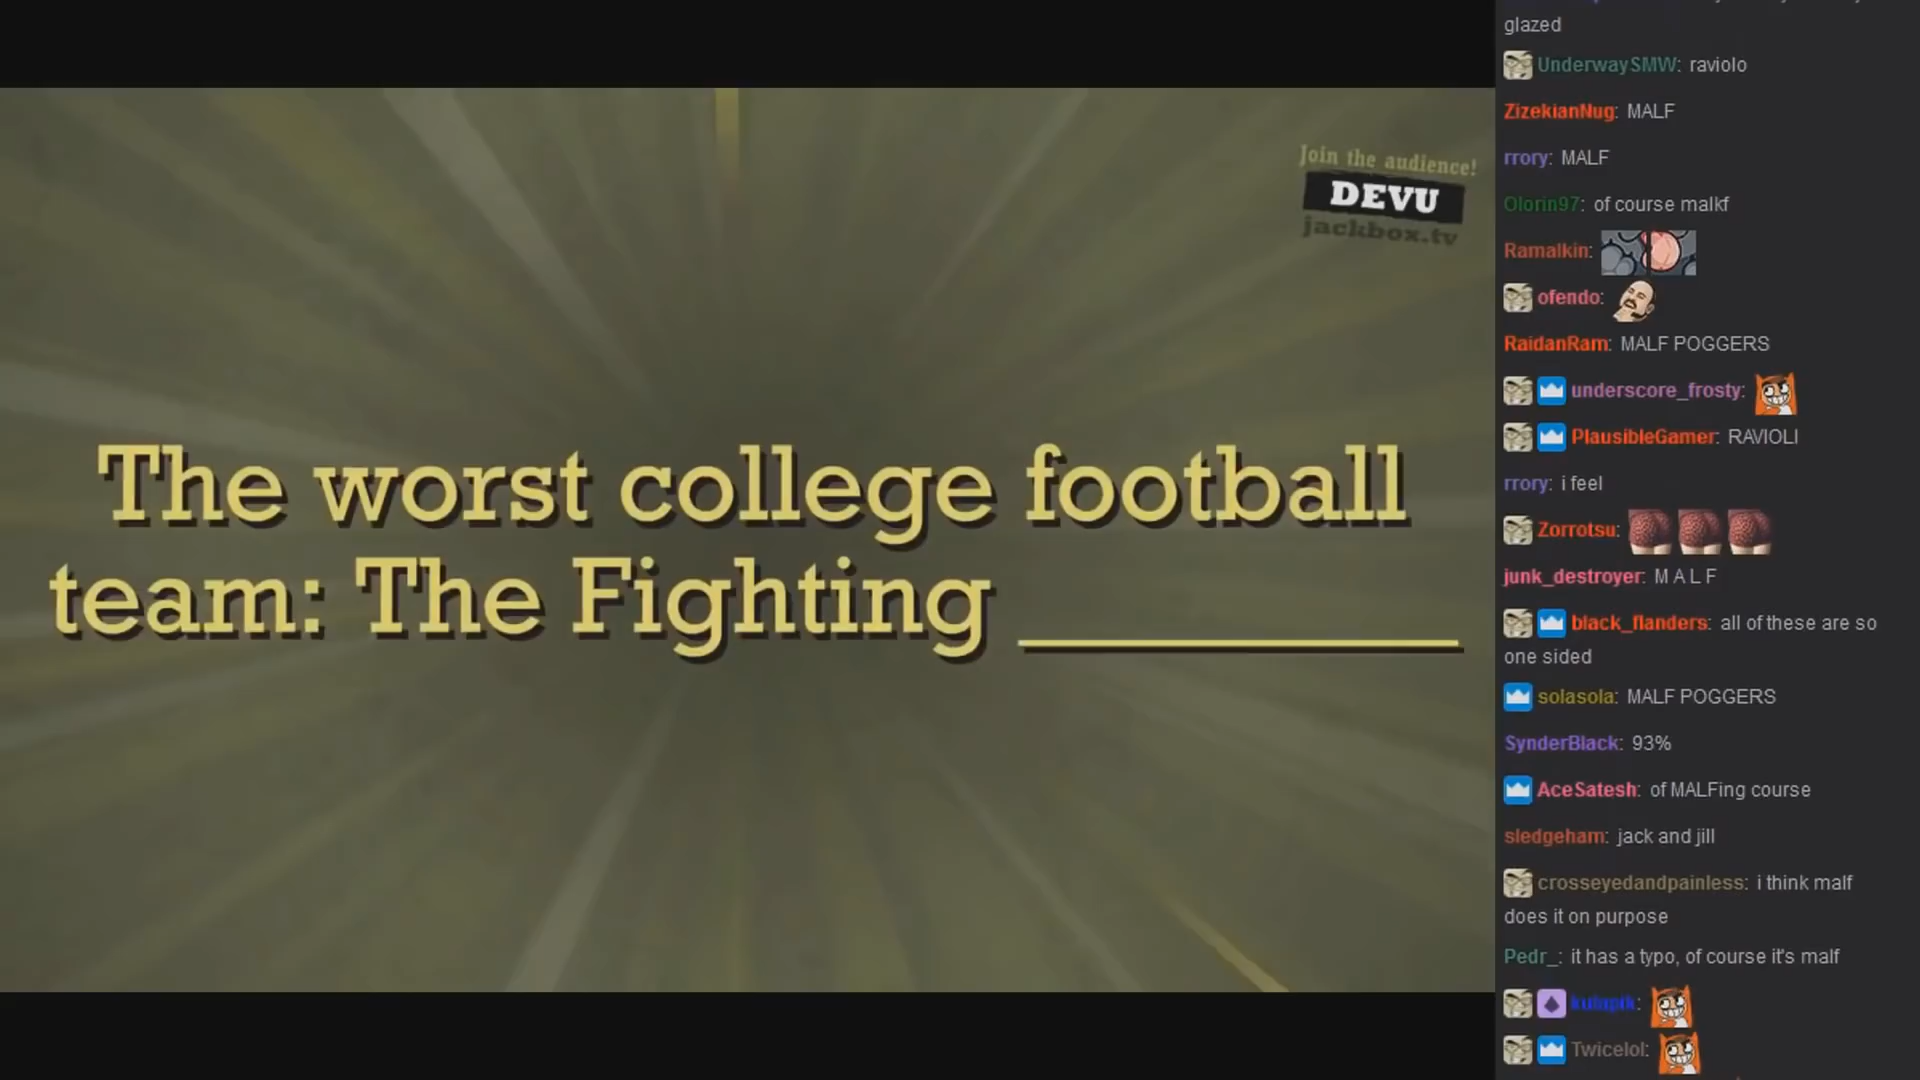 glazed
UnderwaySMW: raviolo
ZizekianNug: MALF
rrory: MALF
Olorin97: of course malkf
Ramalkin:
ofendo:
RaidanRam: MALF POGGERS
underscore_frosty:
PlausibleGamer: RAVIOLI
rrory: i feel
Zorrotsu:
junk_destroyer: M A L F
black_flanders: all of these are so
one sided
solasola: MALF POGGERS
SynderBlack: 93%
AceSatesh: of MALFing course
sledgeham: jack and jill
crosseyedandpainless: i think malf
does it on purpose
Pedr_: it has a typo, of course it's malf
kulupik:
Twicelol:
Join the audience!
DEVU
jackbox.tv
The worst college football
team: The Fighting __________